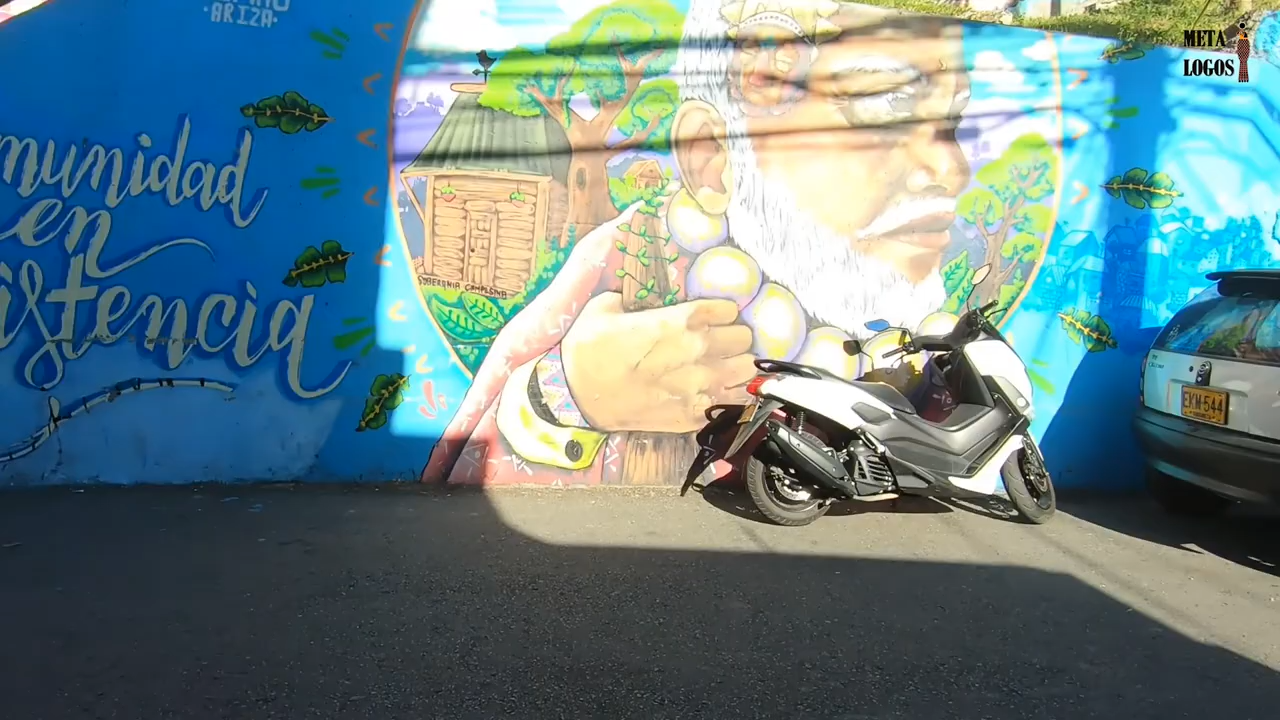 ARIZA
munidad
en
istencia
SOBERANIA CAMPESINA
META
LOGOS
EKM-544